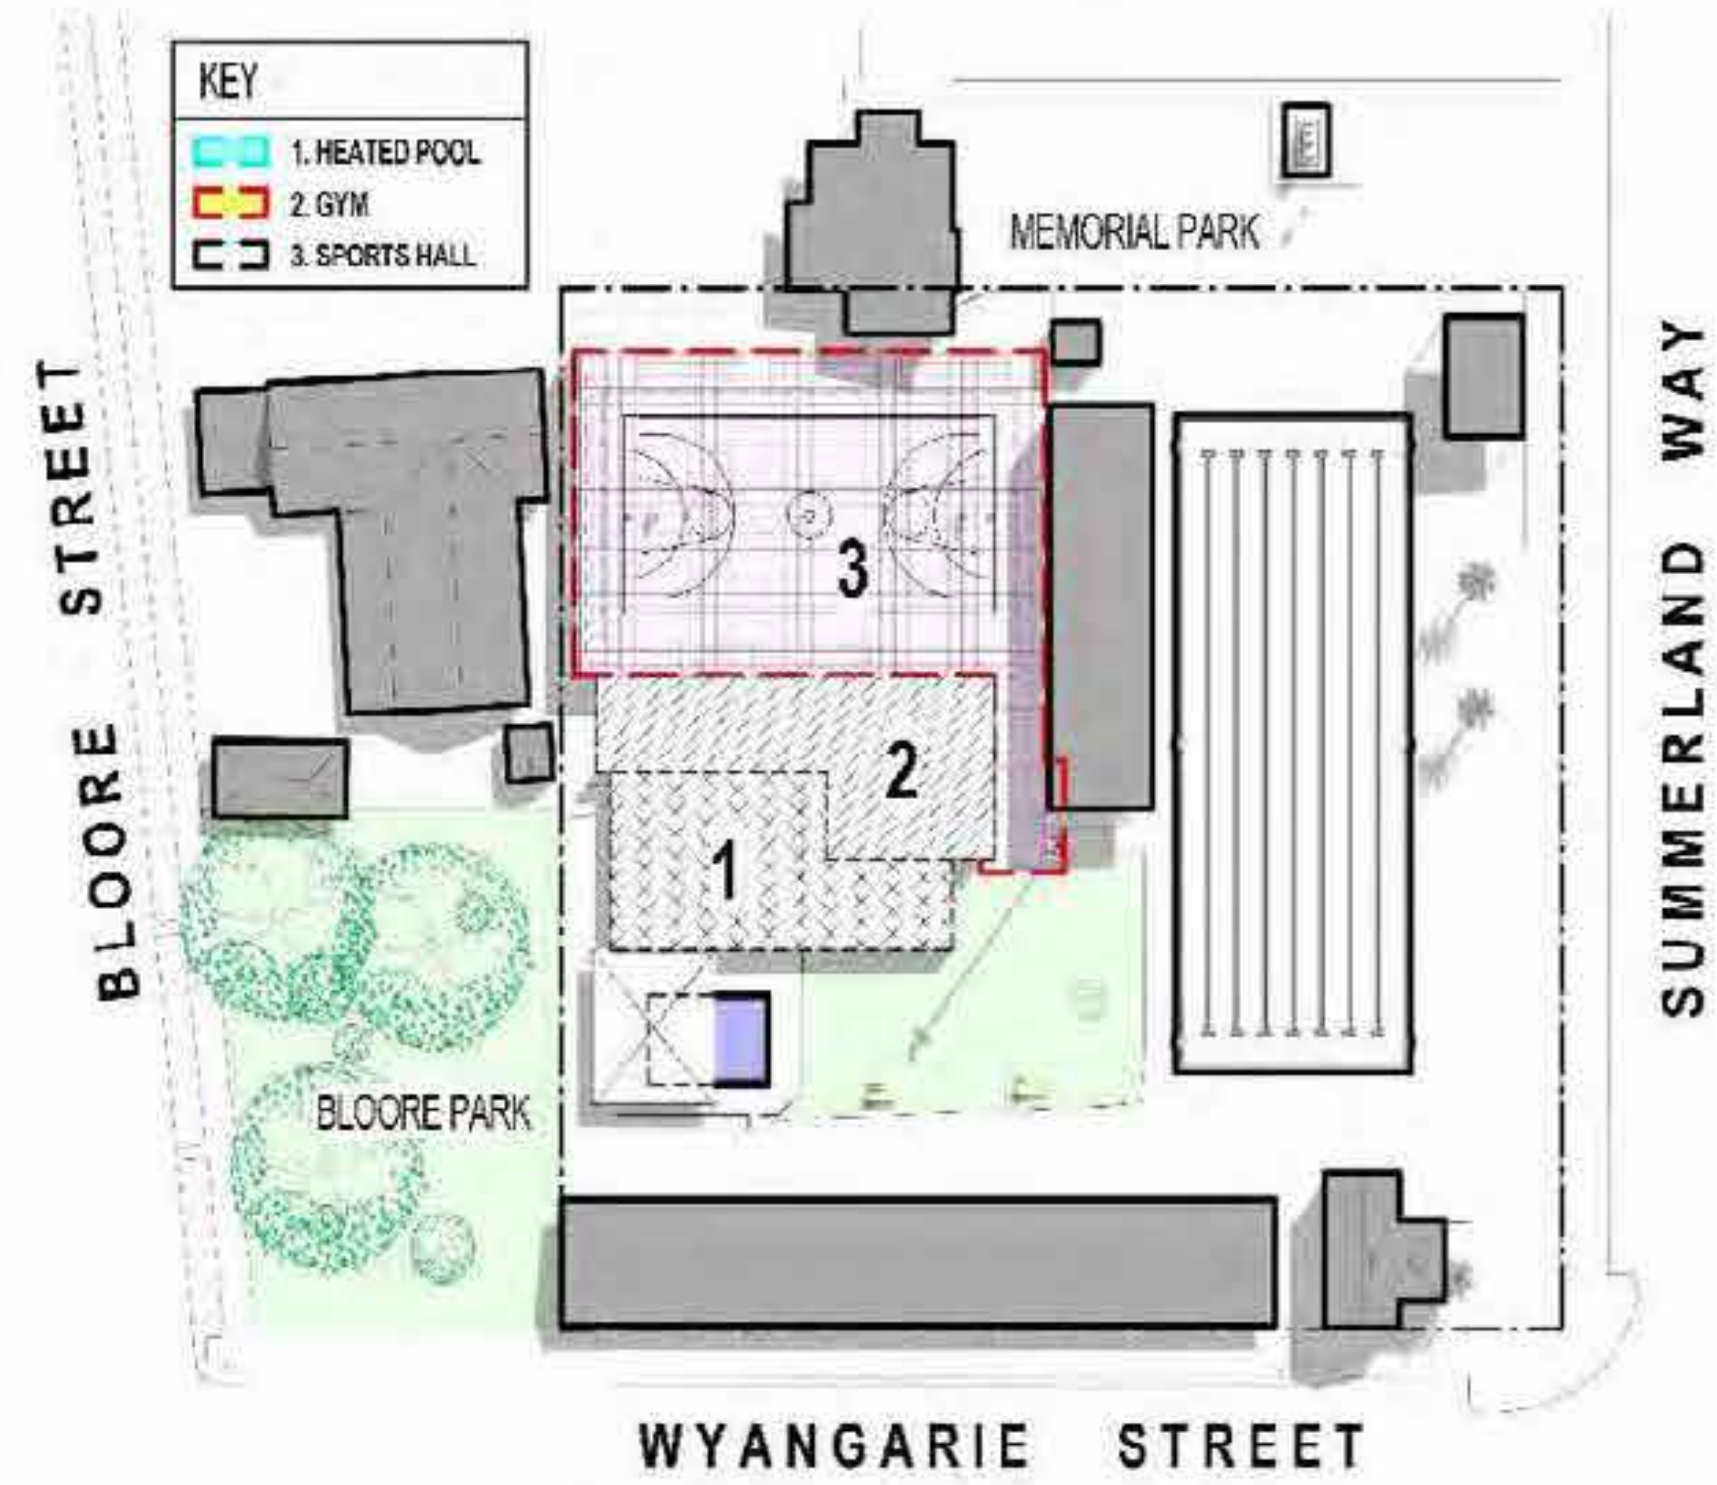 KEY
1. HEATED POOL
2. GYM
3. SPORTS HALL
MEMORIAL PARK
BLOORE STREET
SUMMERLAND WAY
3
2
1
BLOORE PARK
WYANGARIE STREET